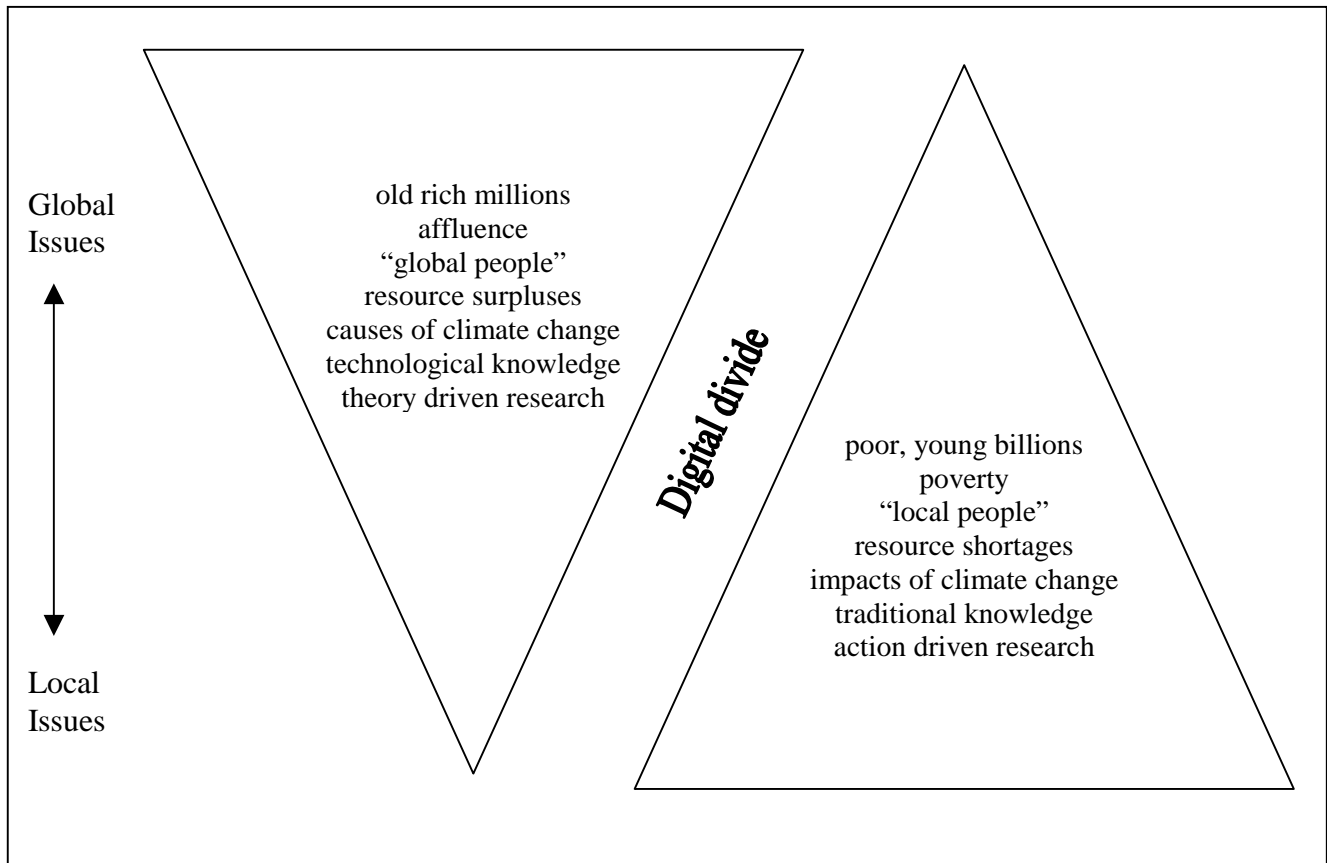 Global
Issues
old rich millions
affluence
“global people”
resource surpluses
causes of climate change
technological knowledge
theory driven research
Digital divide
poor, young billions
poverty
“local people”
resource shortages
impacts of climate change
traditional knowledge
action driven research
Local
Issues